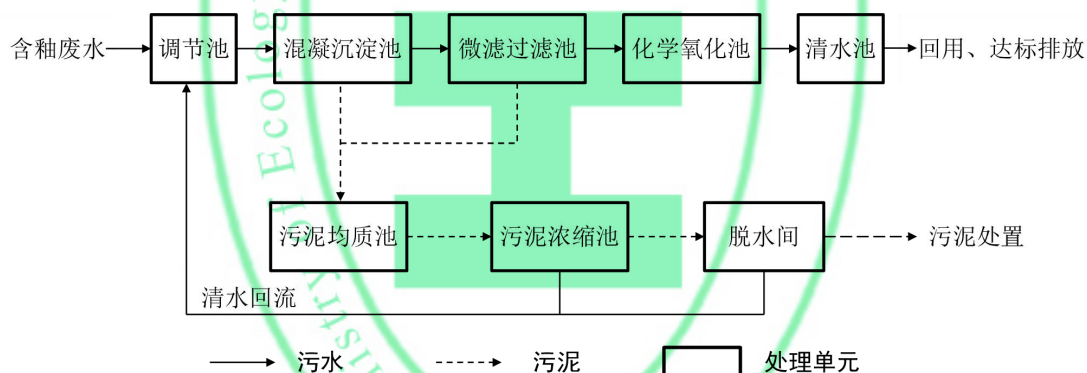 含釉废水 调节池 混凝沉淀池 微滤过滤池 化学氧化池 清水池 回用、达标排放
污泥均质池 污泥浓缩池 脱水间 污泥处置
清水回流
污水 污泥 处理单元
Ministry of Ecology